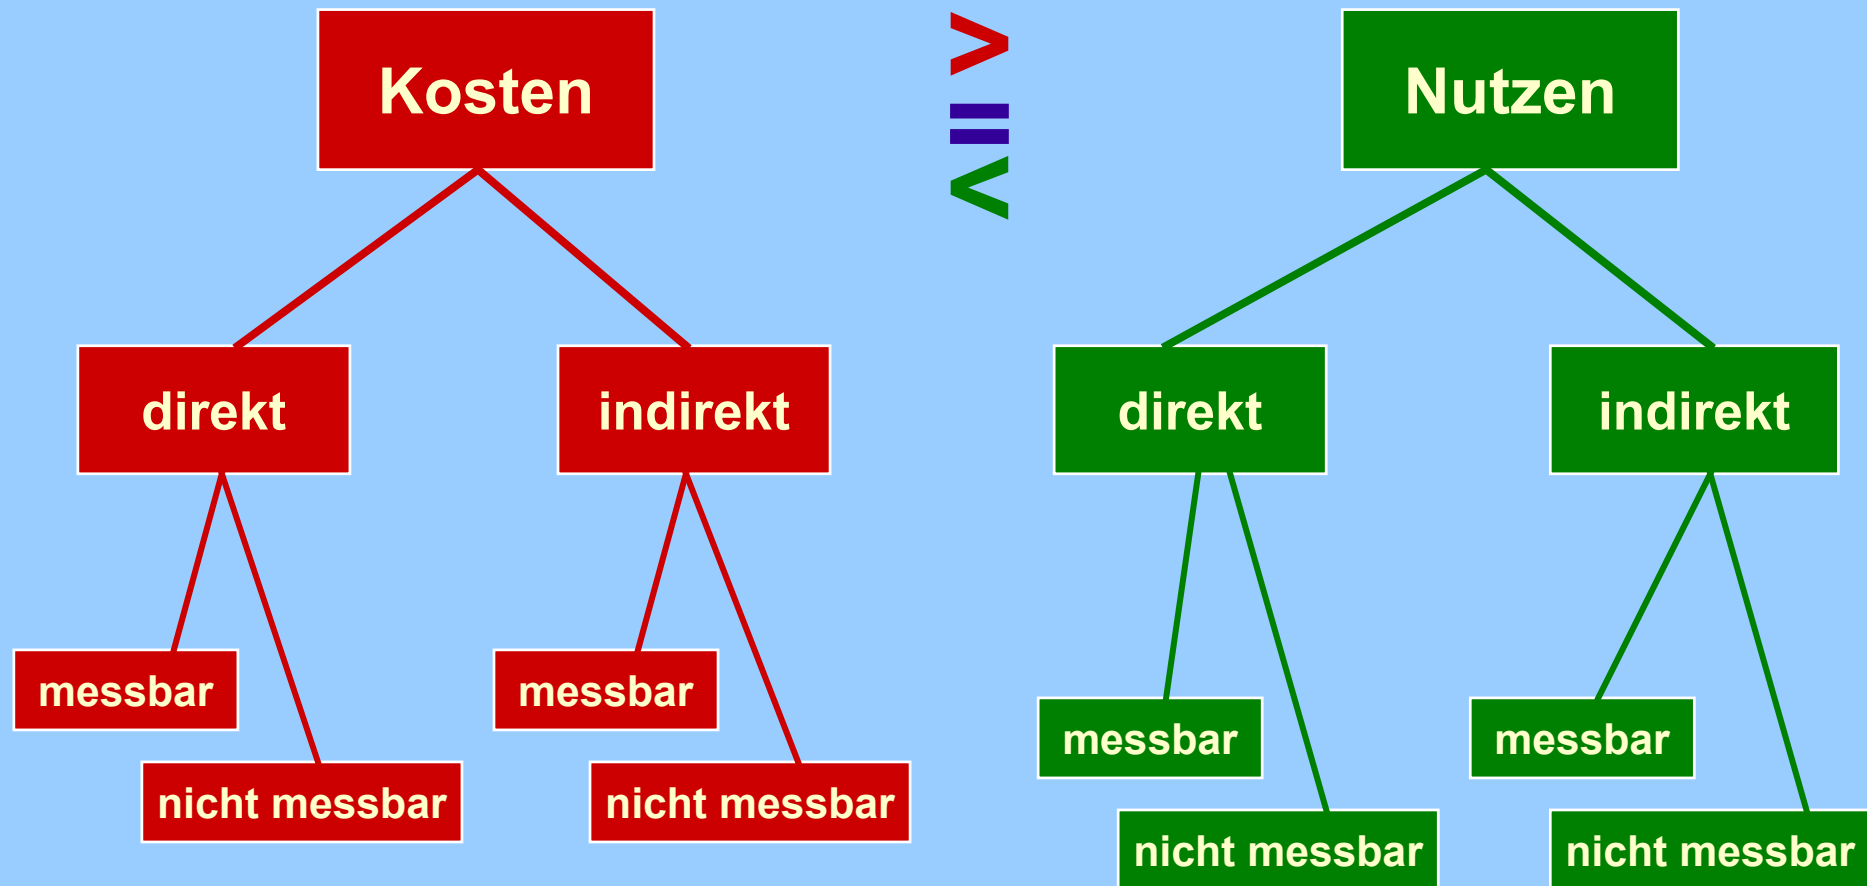 Kosten
>
=
<
Nutzen
direkt
indirekt
direkt
indirekt
messbar
messbar
messbar
messbar
nicht messbar
nicht messbar
nicht messbar
nicht messbar